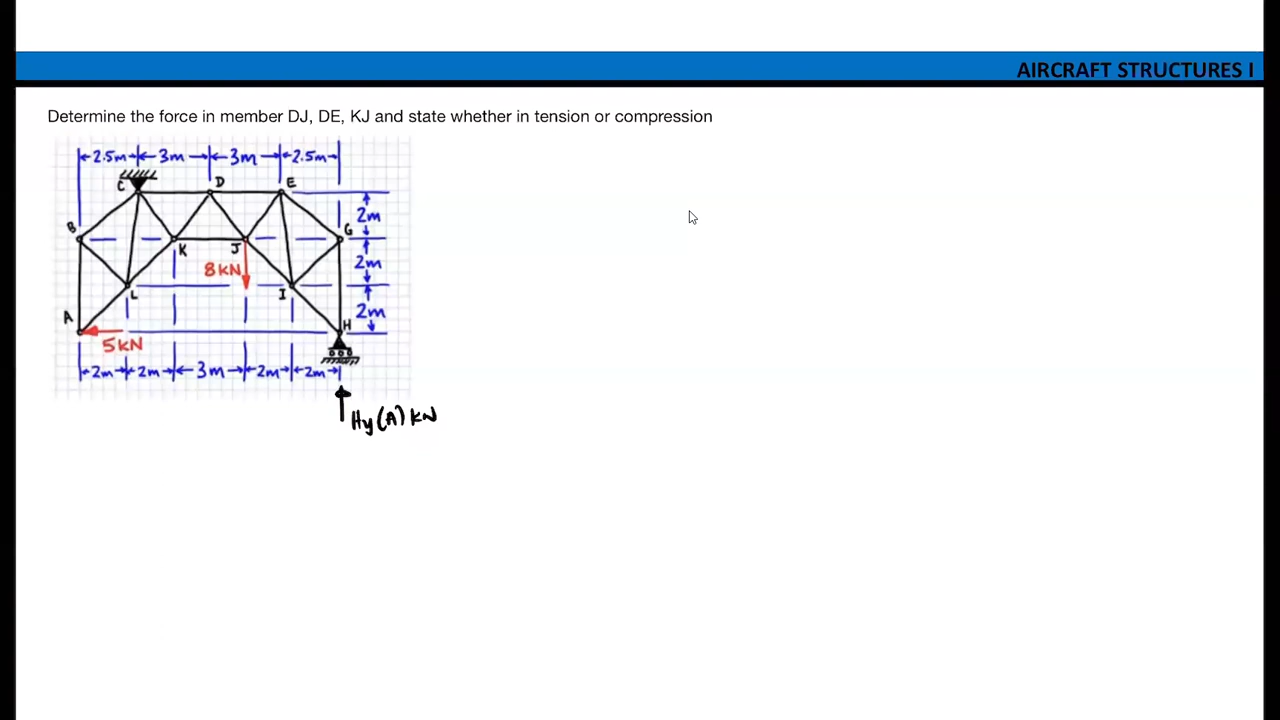 AIRCRAFT STRUCTURES I
Determine the force in member DJ, DE, KJ and state whether in tension or compression
2.5m 3m 3m 2.5m
C D E
2m
B G
K J
2m
8kN
L I
2m
A H
5kN
2m 2m 3m 2m 2m
Hy(A) kN